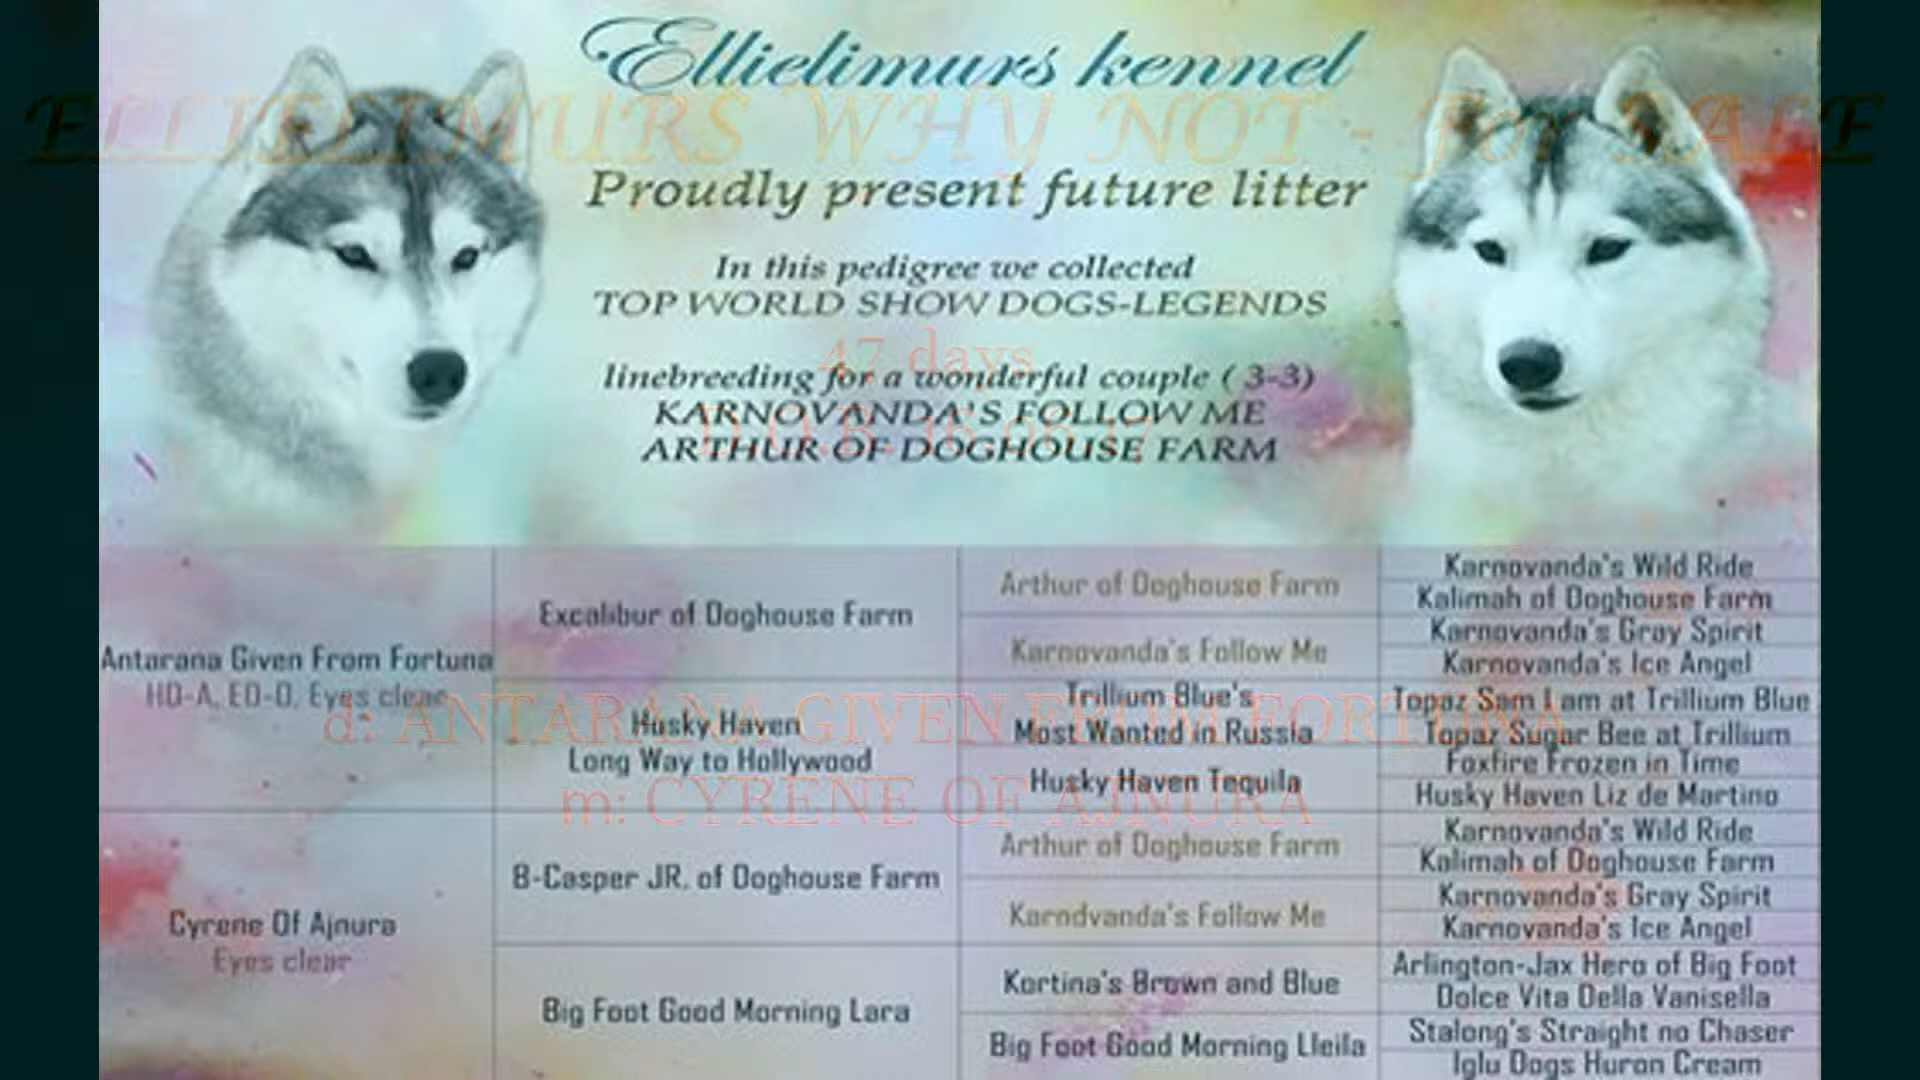 Ellielimurs kennel
ELLIELIMURS WHY NOT - For SALE
Proudly present future litter
In this pedigree we collected
TOP WORLD SHOW DOGS-LEGENDS
47 days
linebreeding for a wonderful couple ( 3-3)
KARNOVANDA'S FOLLOW ME
ARTHUR OF DOGHOUSE FARM
Antarana Given From Fortuna
HD-A, ED-0, Eyes clear
Cyrene Of Ajnura
Eyes clear
Excalibur of Doghouse Farm
Husky Haven
Long Way to Hollywood
B-Casper JR. of Doghouse Farm
Big Foot Good Morning Lara
Arthur of Doghouse Farm
Karnovanda's Follow Me
Trillium Blue's
Most Wanted in Russia
Husky Haven Tequila
Arthur of Doghouse Farm
Karndvanda's Follow Me
Kortina's Brown and Blue
Big Foot Good Morning Lleila
Karnovanda's Wild Ride
Kalimah of Doghouse Farm
Karnovanda's Gray Spirit
Karnovanda's Ice Angel
Topaz Sam I am at Trillium Blue
Topaz Sugar Bee at Trillium
Foxfire Frozen in Time
Husky Haven Liz de Martino
Karnovanda's Wild Ride
Kalimah of Doghouse Farm
Karnovanda's Gray Spirit
Karnovanda's Ice Angel
Arlington-Jax Hero of Big Foot
Dolce Vita Della Vanisella
Stalong's Straight no Chaser
Iglu Dogs Huron Cream
d: ANTARANA GIVEN FROM FORTUNA
m: CYRENE OF AJNURA